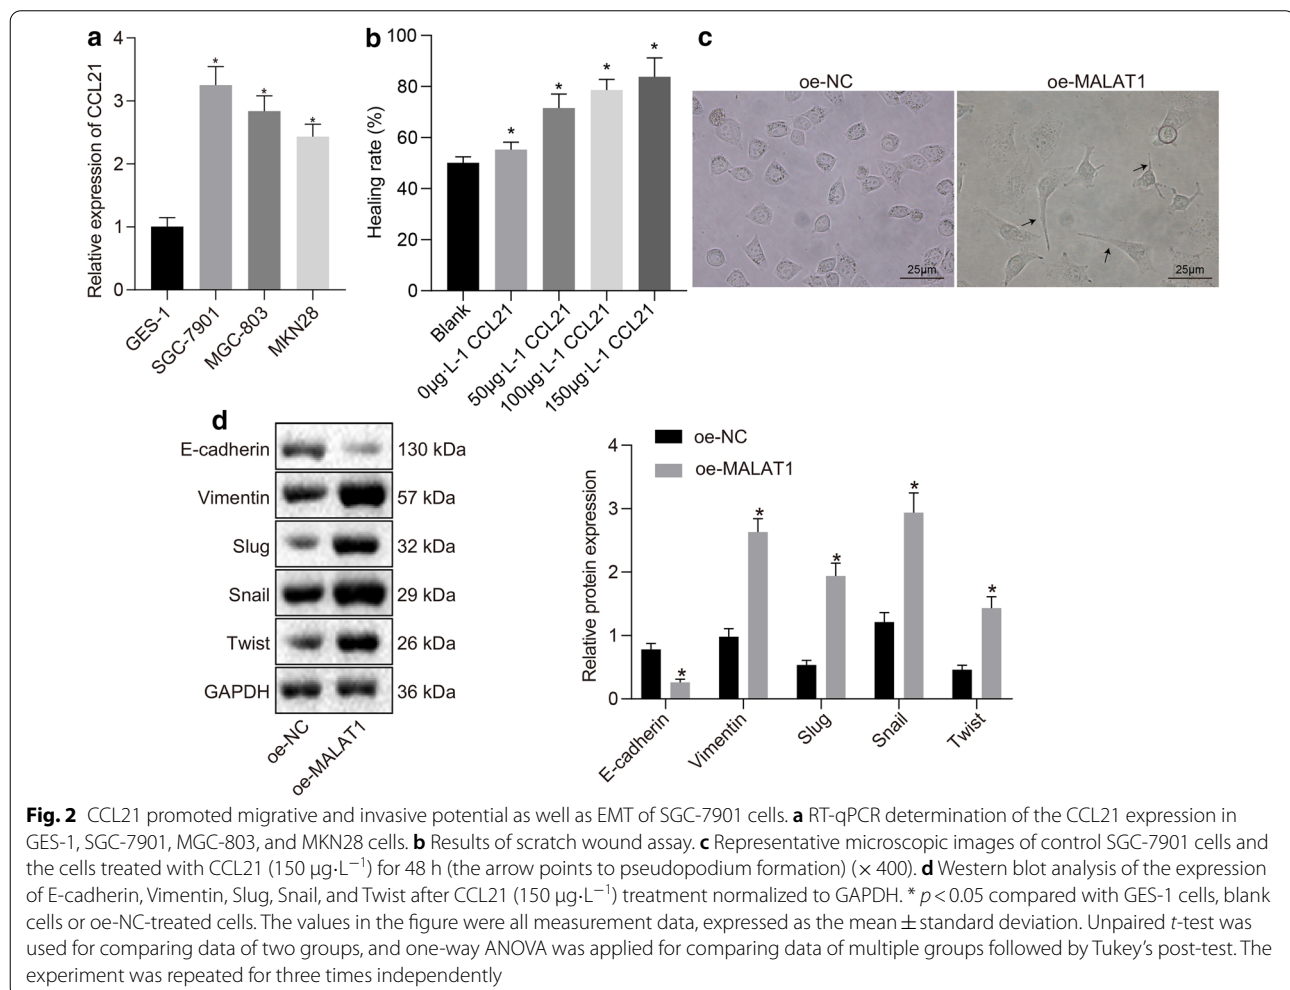 a
Relative expression of CCL21
4
3
2
1
0
*
*
*
GES-1
SGC-7901
MGC-803
MKN28
b
Healing rate (%)
100
80
60
40
20
0
*
*
*
*
Blank
0µg·L-1 CCL21
50µg·L-1 CCL21
100µg·L-1 CCL21
150µg·L-1 CCL21
c
oe-NC
oe-MALAT1
25µm
25µm
d
E-cadherin 130 kDa
Vimentin 57 kDa
Slug 32 kDa
Snail 29 kDa
Twist 26 kDa
GAPDH 36 kDa
oe-NC
oe-MALAT1
oe-NC
oe-MALAT1
Relative protein expression
4
3
2
1
0
*
*
*
*
*
E-cadherin
Vimentin
Slug
Snail
Twist
Fig. 2 CCL21 promoted migrative and invasive potential as well as EMT of SGC-7901 cells. a RT-qPCR determination of the CCL21 expression in
GES-1, SGC-7901, MGC-803, and MKN28 cells. b Results of scratch wound assay. c Representative microscopic images of control SGC-7901 cells and
the cells treated with CCL21 (150 µg·L⁻¹) for 48 h (the arrow points to pseudopodium formation) (× 400). d Western blot analysis of the expression
of E-cadherin, Vimentin, Slug, Snail, and Twist after CCL21 (150 µg·L⁻¹) treatment normalized to GAPDH. * p < 0.05 compared with GES-1 cells, blank
cells or oe-NC-treated cells. The values in the figure were all measurement data, expressed as the mean ± standard deviation. Unpaired t-test was
used for comparing data of two groups, and one-way ANOVA was applied for comparing data of multiple groups followed by Tukey's post-test. The
experiment was repeated for three times independently